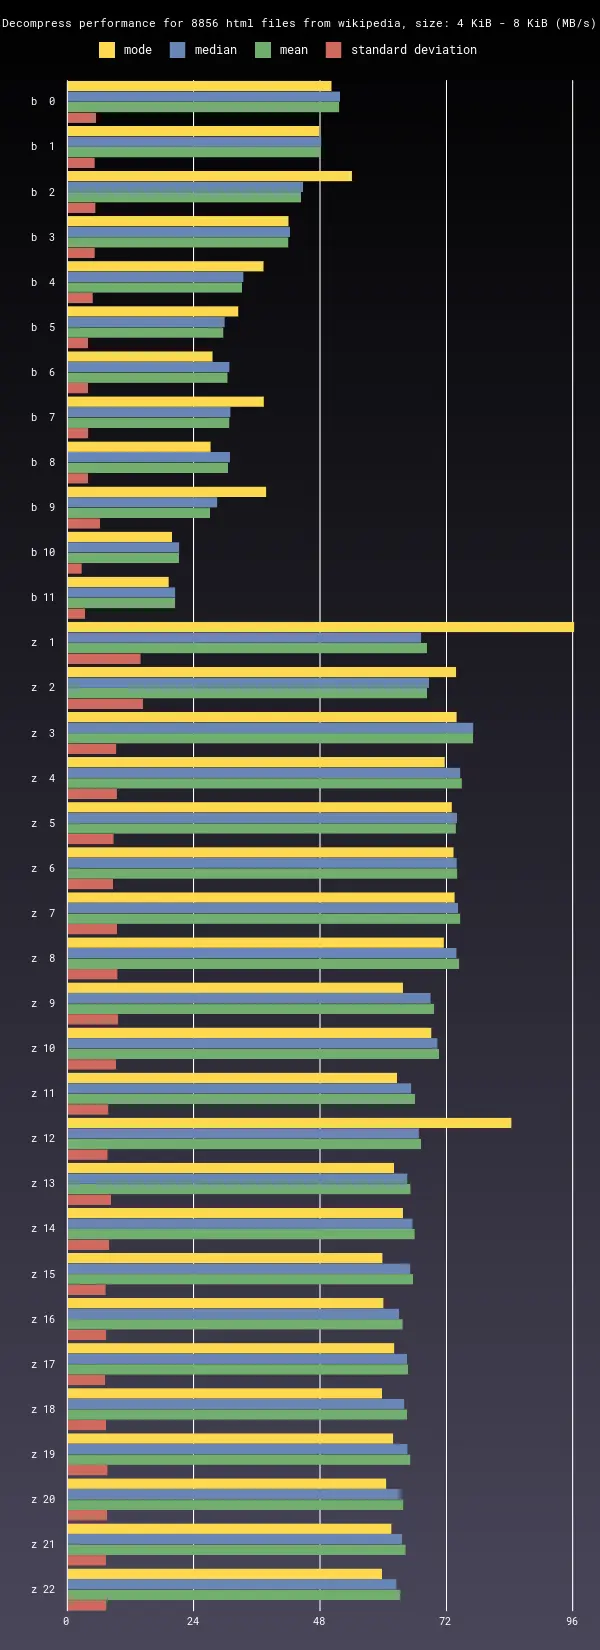 Decompress performance for 8856 html files from wikipedia, size: 4 KiB - 8 KiB (MB/s)
mode median mean standard deviation
b 0
b 1
b 2
b 3
b 4
b 5
b 6
b 7
b 8
b 9
b 10
b 11
z 1
z 2
z 3
z 4
z 5
z 6
z 7
z 8
z 9
z 10
z 11
z 12
z 13
z 14
z 15
z 16
z 17
z 18
z 19
z 20
z 21
z 22
0 24 48 72 96